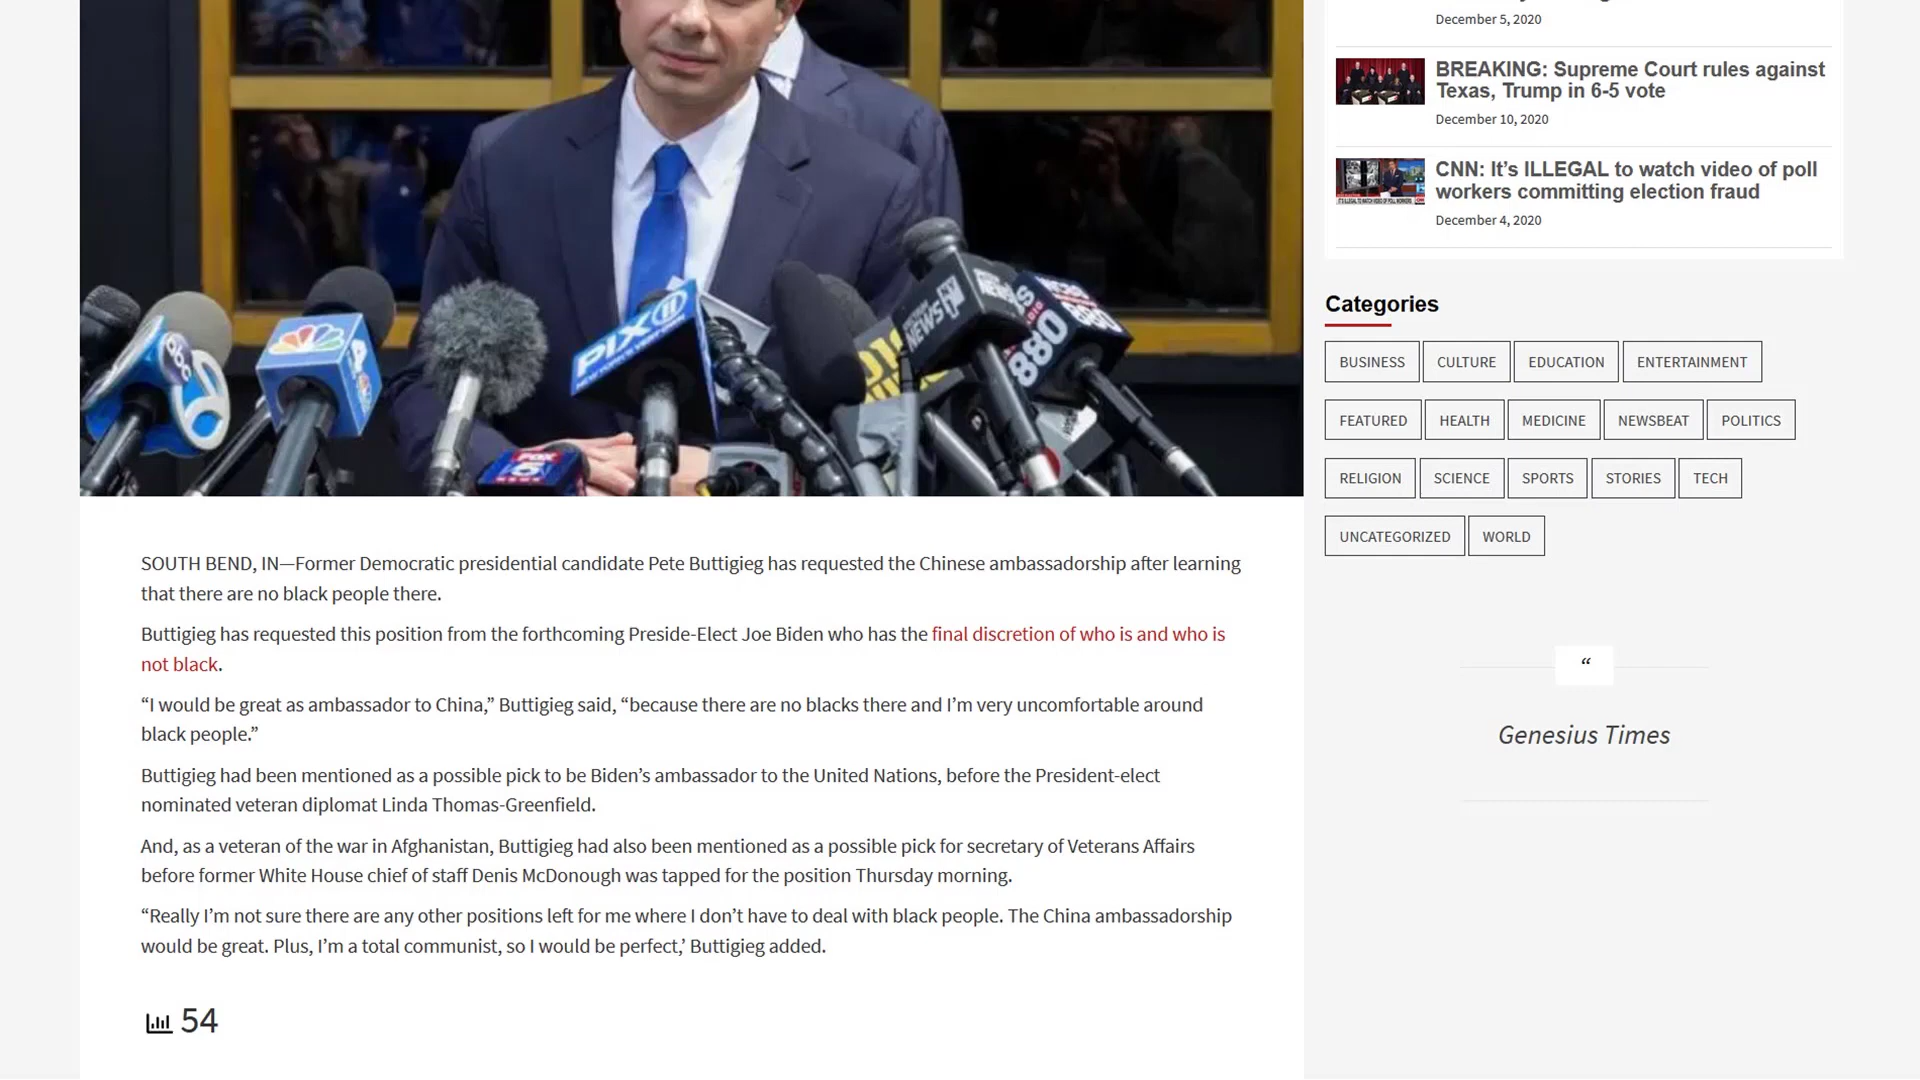 December 5, 2020
BREAKING: Supreme Court rules against
Texas, Trump in 6-5 vote
December 10, 2020
CNN: It’s ILLEGAL to watch video of poll
workers committing election fraud
December 4, 2020
Categories
BUSINESS CULTURE EDUCATION ENTERTAINMENT
FEATURED HEALTH MEDICINE NEWSBEAT POLITICS
RELIGION SCIENCE SPORTS STORIES TECH
UNCATEGORIZED WORLD
“
Genesius Times
PIX 11
NEWS
880
FOX
5
4
SOUTH BEND, IN—Former Democratic presidential candidate Pete Buttigieg has requested the Chinese ambassadorship after learning
that there are no black people there.
Buttigieg has requested this position from the forthcoming Preside-Elect Joe Biden who has the final discretion of who is and who is
not black.
“I would be great as ambassador to China,” Buttigieg said, “because there are no blacks there and I’m very uncomfortable around
black people.”
Buttigieg had been mentioned as a possible pick to be Biden’s ambassador to the United Nations, before the President-elect
nominated veteran diplomat Linda Thomas-Greenfield.
And, as a veteran of the war in Afghanistan, Buttigieg had also been mentioned as a possible pick for secretary of Veterans Affairs
before former White House chief of staff Denis McDonough was tapped for the position Thursday morning.
“Really I’m not sure there are any other positions left for me where I don’t have to deal with black people. The China ambassadorship
would be great. Plus, I’m a total communist, so I would be perfect,’ Buttigieg added.
54